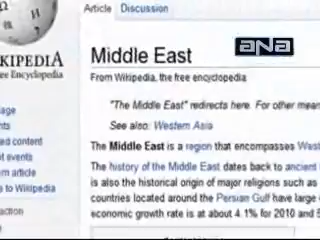 Article Discussion
ana
WIKIPEDIA
ee Encyclopedia
Middle East
From Wikipedia, the free encyclopedia
"The Middle East" redirects here. For other mean
See also: Western Asia
age
nts
ed content
t events
m article
e to Wikipedia
action
The Middle East is a region that encompasses West
The history of the Middle East dates back to ancient
is also the historical origin of major religions such as
countries located around the Persian Gulf have large
economic growth rate is at about 4.1% for 2010 and 5